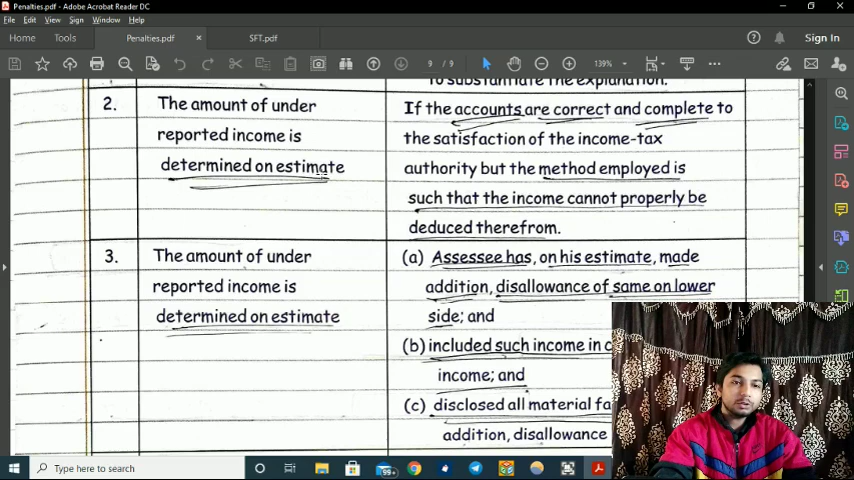 Penalties.pdf - Adobe Acrobat Reader DC
File Edit View Sign Window Help
Home Tools Penalties.pdf × SFT.pdf Sign In
9 / 9 139%
to substantiate the explanation.
2. The amount of under
reported income is
determined on estimate
If the accounts are correct and complete to
the satisfaction of the income-tax
authority but the method employed is
such that the income cannot properly be
deduced therefrom.
3. The amount of under
reported income is
determined on estimate
(a) Assessee has, on his estimate, made
addition, disallowance of same on lower
side; and
(b) included such income in
income; and
(c) disclosed all material
addition, disallowance
Type here to search
99+